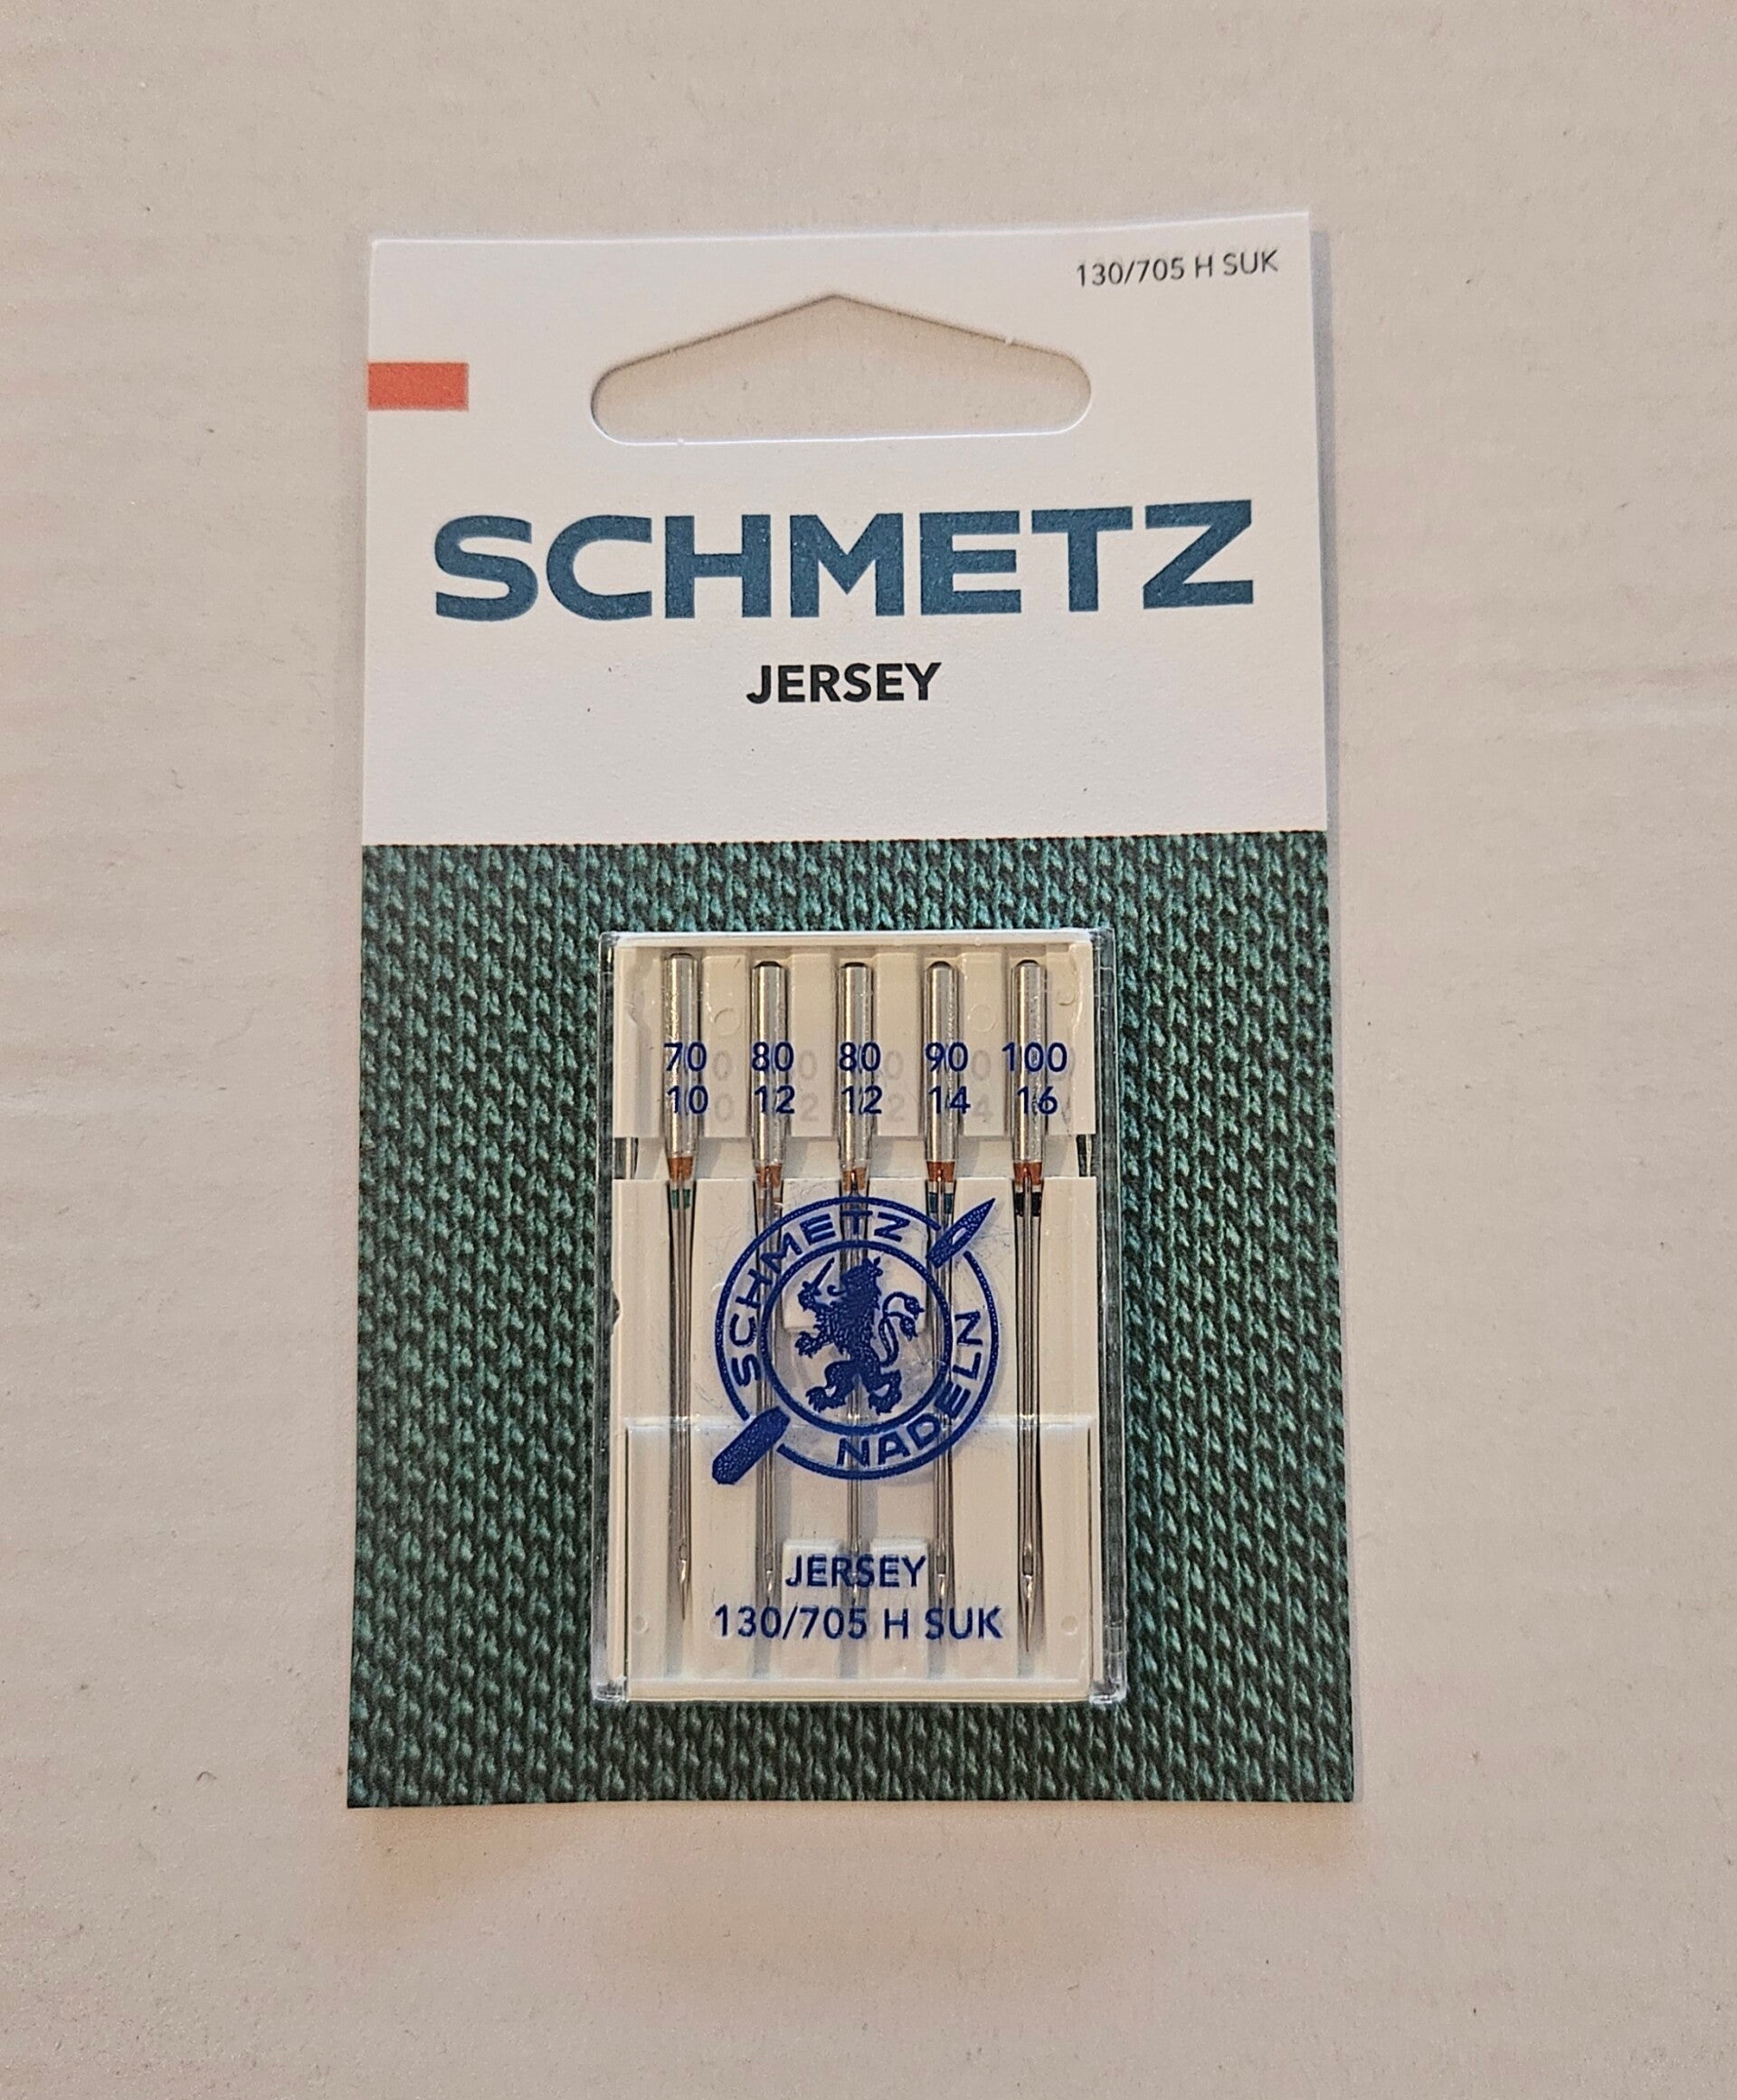 130/705 H SUK
SCHMETZ
JERSEY
70 80 80 90 100
10 12 12 14 16
SCHMETZ
NADELN
JERSEY
130/705 H SUK